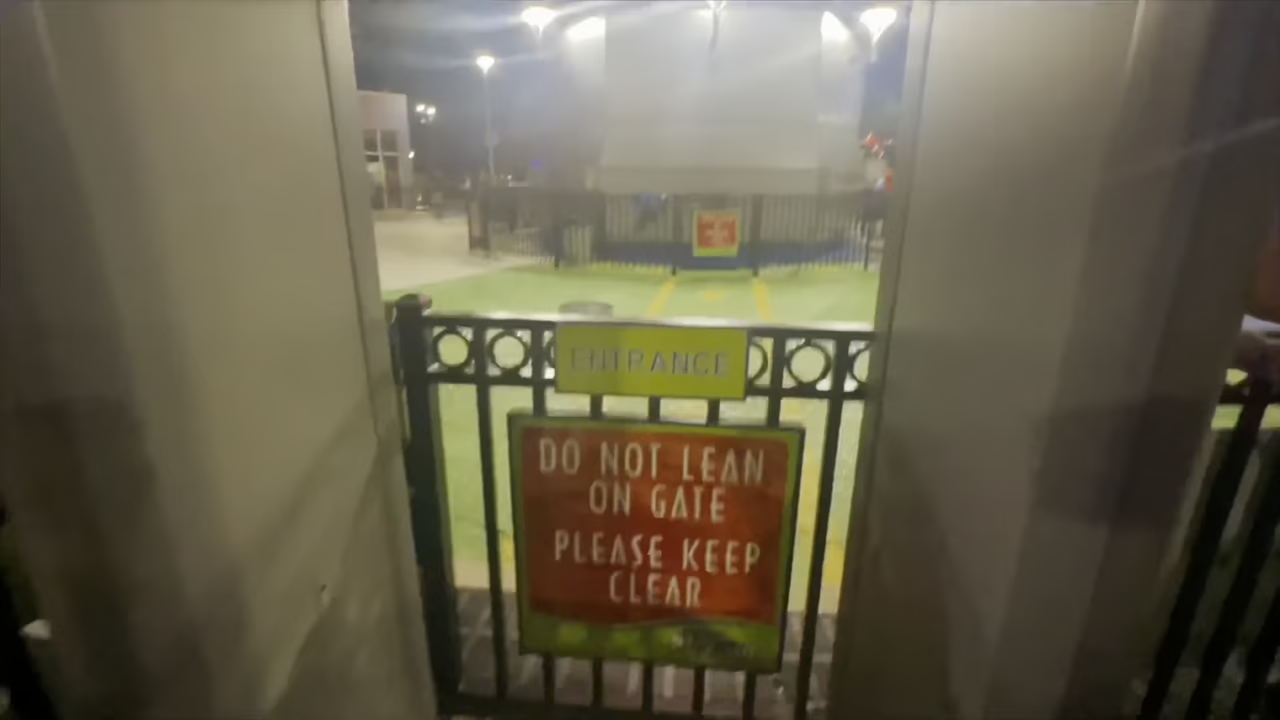 ENTRANCE
DO NOT LEAN
ON GATE
PLEASE KEEP
CLEAR